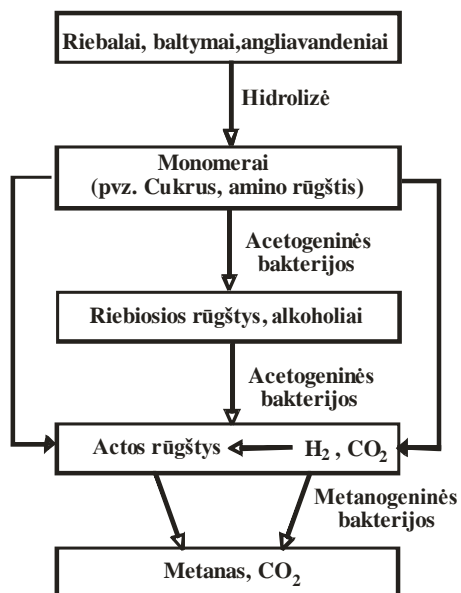 Riebalai, baltymai,angliavandeniai
Hidrolizė
Monomerai
(pvz. Cukrus, amino rūgštis)
Acetogeninės
bakterijos
Riebiosios rūgštys, alkoholiai
Acetogeninės
bakterijos
Actos rūgštys
H₂ , CO₂
Metanogeninės
bakterijos
Metanas, CO₂